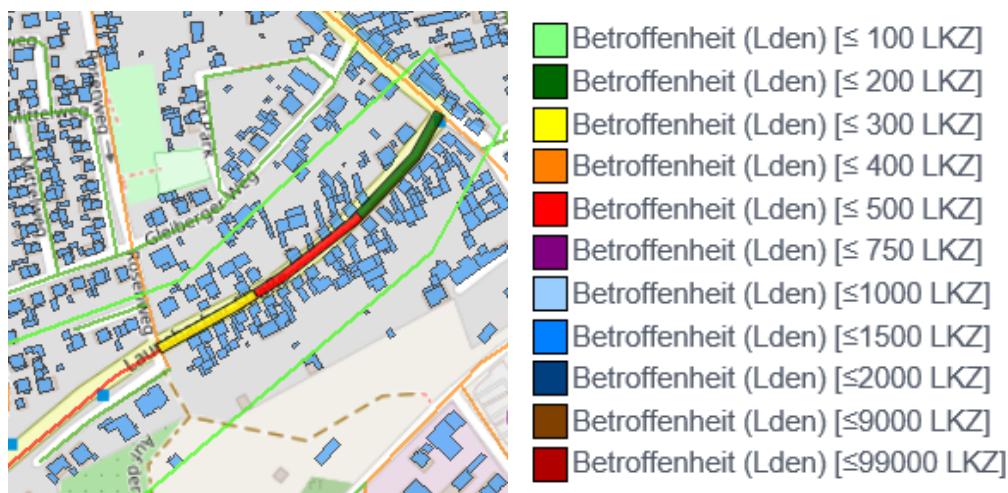 Am Park
Gleiberger Weg
Betroffenheit (Lden) [≤ 100 LKZ]
Betroffenheit (Lden) [≤ 200 LKZ]
Betroffenheit (Lden) [≤ 300 LKZ]
Betroffenheit (Lden) [≤ 400 LKZ]
Betroffenheit (Lden) [≤ 500 LKZ]
Betroffenheit (Lden) [≤ 750 LKZ]
Betroffenheit (Lden) [≤1000 LKZ]
Betroffenheit (Lden) [≤1500 LKZ]
Betroffenheit (Lden) [≤2000 LKZ]
Betroffenheit (Lden) [≤9000 LKZ]
Betroffenheit (Lden) [≤99000 LKZ]